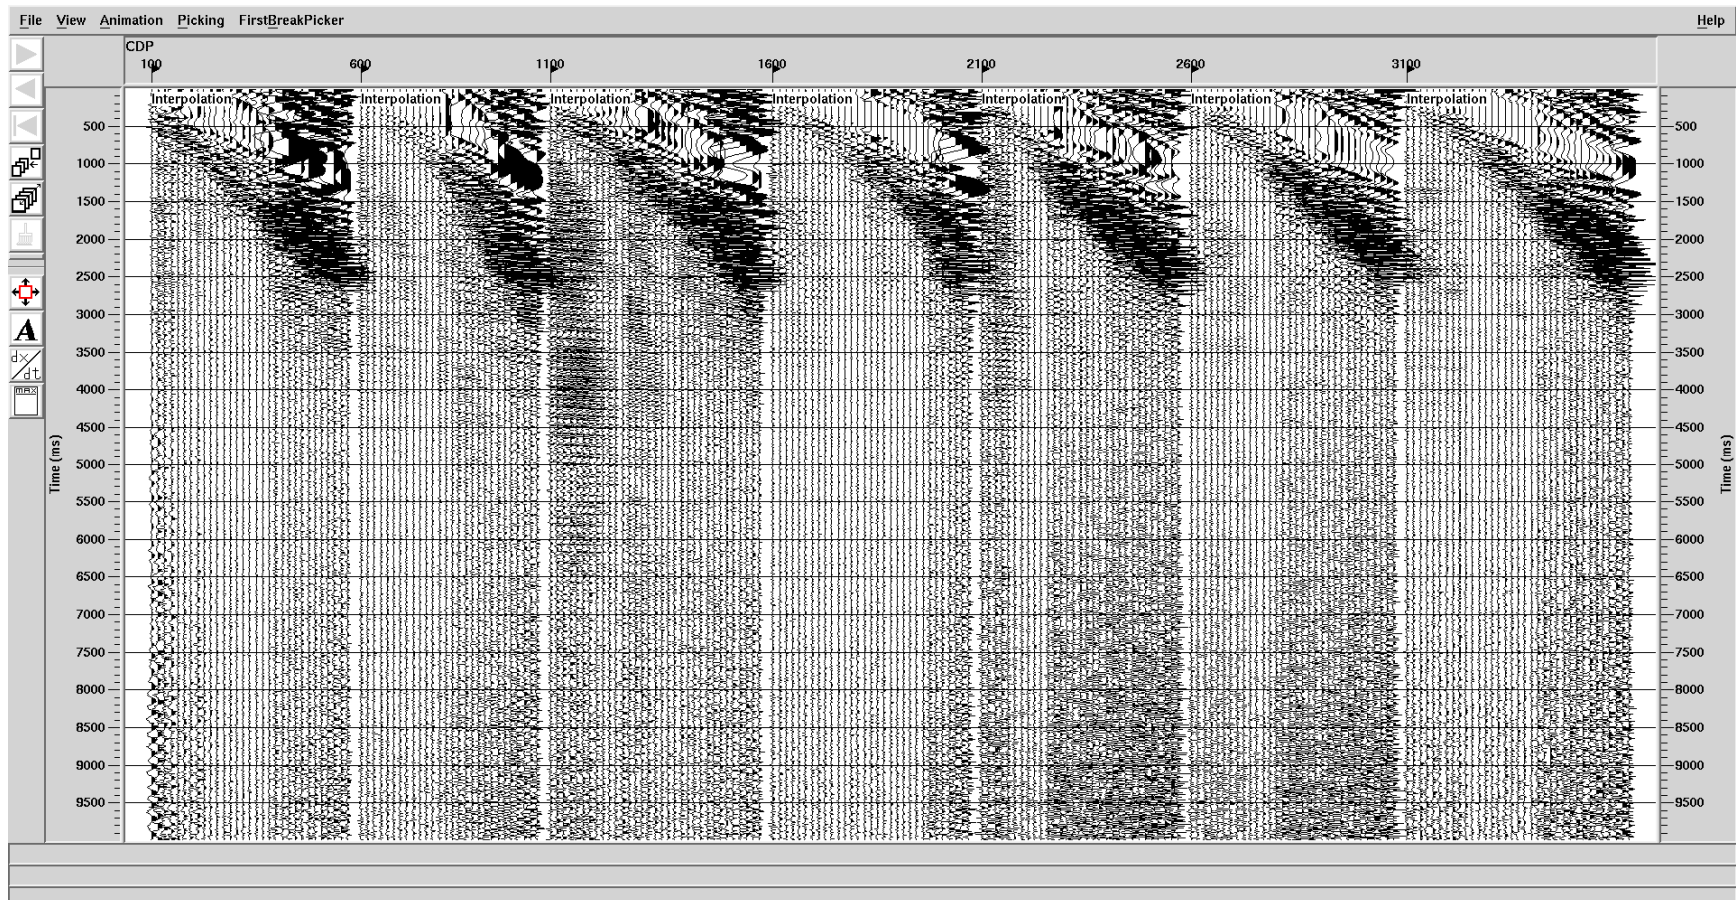 File View Animation Picking FirstBreakPicker Help
CDP
100 600 1100 1600 2100 2600 3100
Interpolation Interpolation Interpolation Interpolation Interpolation Interpolation Interpolation
500 500
1000 1000
1500 1500
2000 2000
2500 2500
3000 3000
3500 3500
4000 4000
4500 4500
5000 5000
5500 5500
6000 6000
6500 6500
7000 7000
7500 7500
8000 8000
8500 8500
9000 9000
9500 9500
Time (ms) Time (ms)
A
dx/dt
max